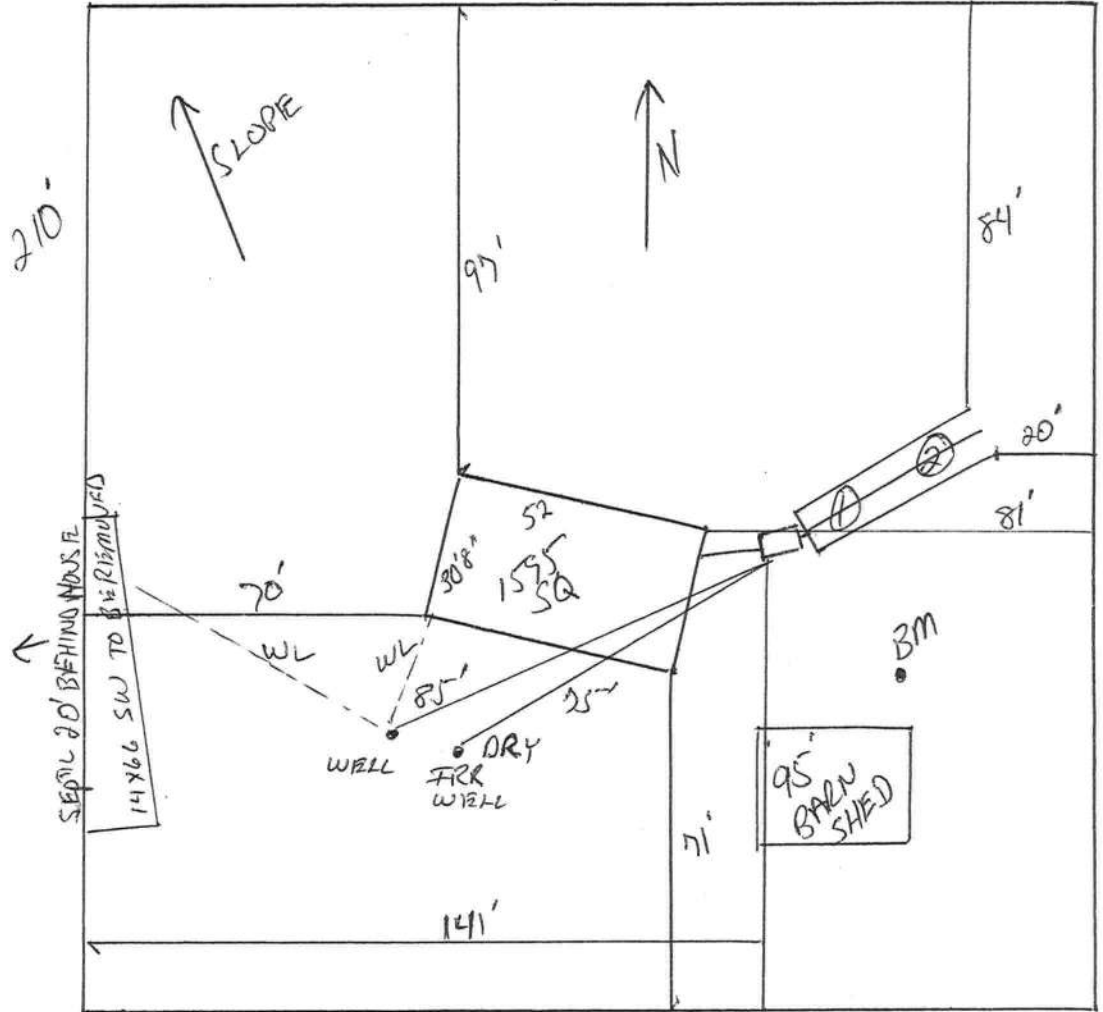 210'
SLOPE
N
97'
84'
20'
81'
52
30'8"
1595
SQ
1
2
70'
WL
WL
85'
75'
BM
WELL
DRY
IRR
WELL
95'
BARN
SHED
71'
141'
SEPTIC 20' BEHIND HOUSE
14X66 SW TO BE REMOVED